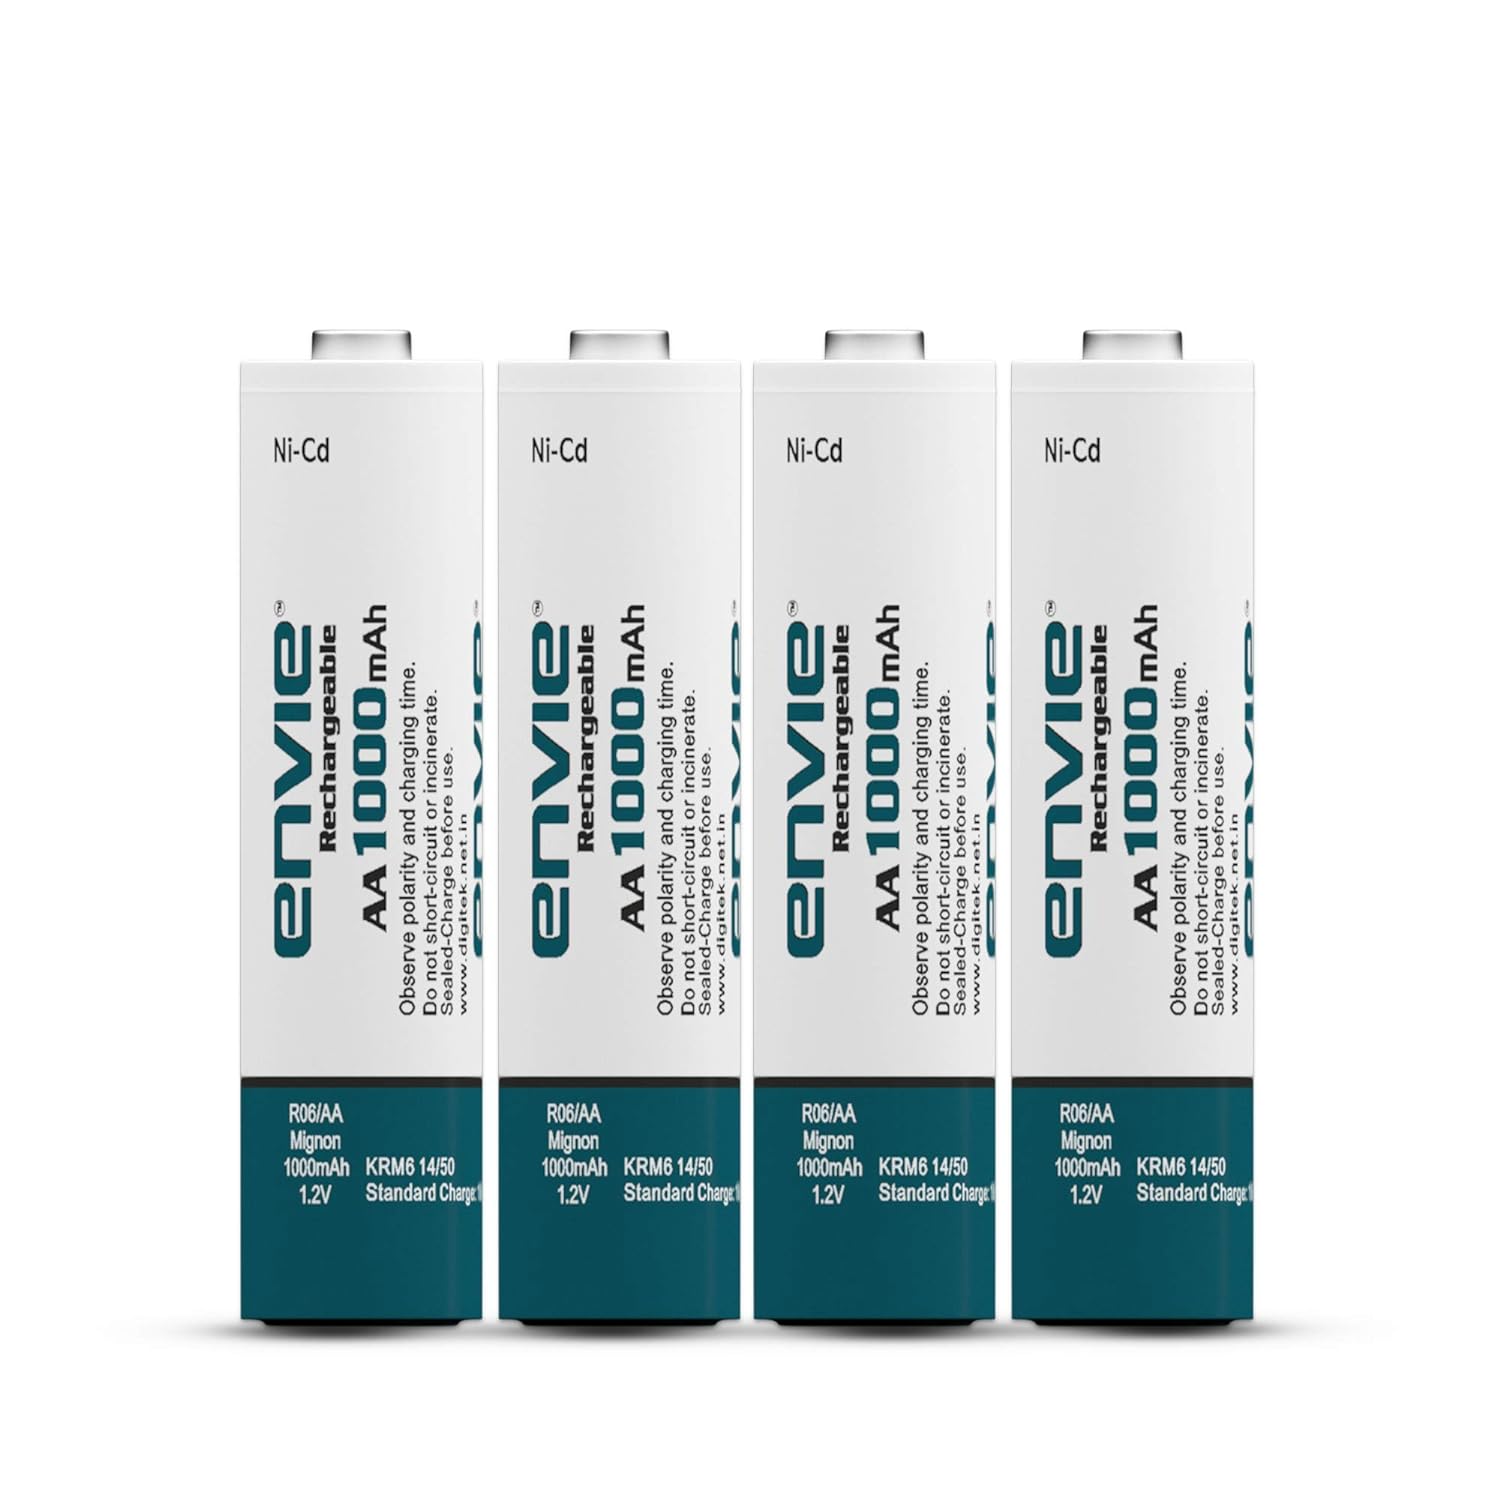 Ni-Cd
envie™
Rechargeable
AA 1000mAh
Observe polarity and charging time.
Do not short-circuit or incinerate.
Sealed-Charge before use.
www.digitek.net.in
envie
R06/AA
Mignon
1000mAh
1.2V
KRM6 14/50
Standard Charge:
Ni-Cd
envie™
Rechargeable
AA 1000mAh
Observe polarity and charging time.
Do not short-circuit or incinerate.
Sealed-Charge before use.
www.digitek.net.in
envie
R06/AA
Mignon
1000mAh
1.2V
KRM6 14/50
Standard Charge:
Ni-Cd
envie™
Rechargeable
AA 1000mAh
Observe polarity and charging time.
Do not short-circuit or incinerate.
Sealed-Charge before use.
www.digitek.net.in
envie
R06/AA
Mignon
1000mAh
1.2V
KRM6 14/50
Standard Charge:
Ni-Cd
envie™
Rechargeable
AA 1000mAh
Observe polarity and charging time.
Do not short-circuit or incinerate.
Sealed-Charge before use.
www.digitek.net.in
envie
R06/AA
Mignon
1000mAh
1.2V
KRM6 14/50
Standard Charge: